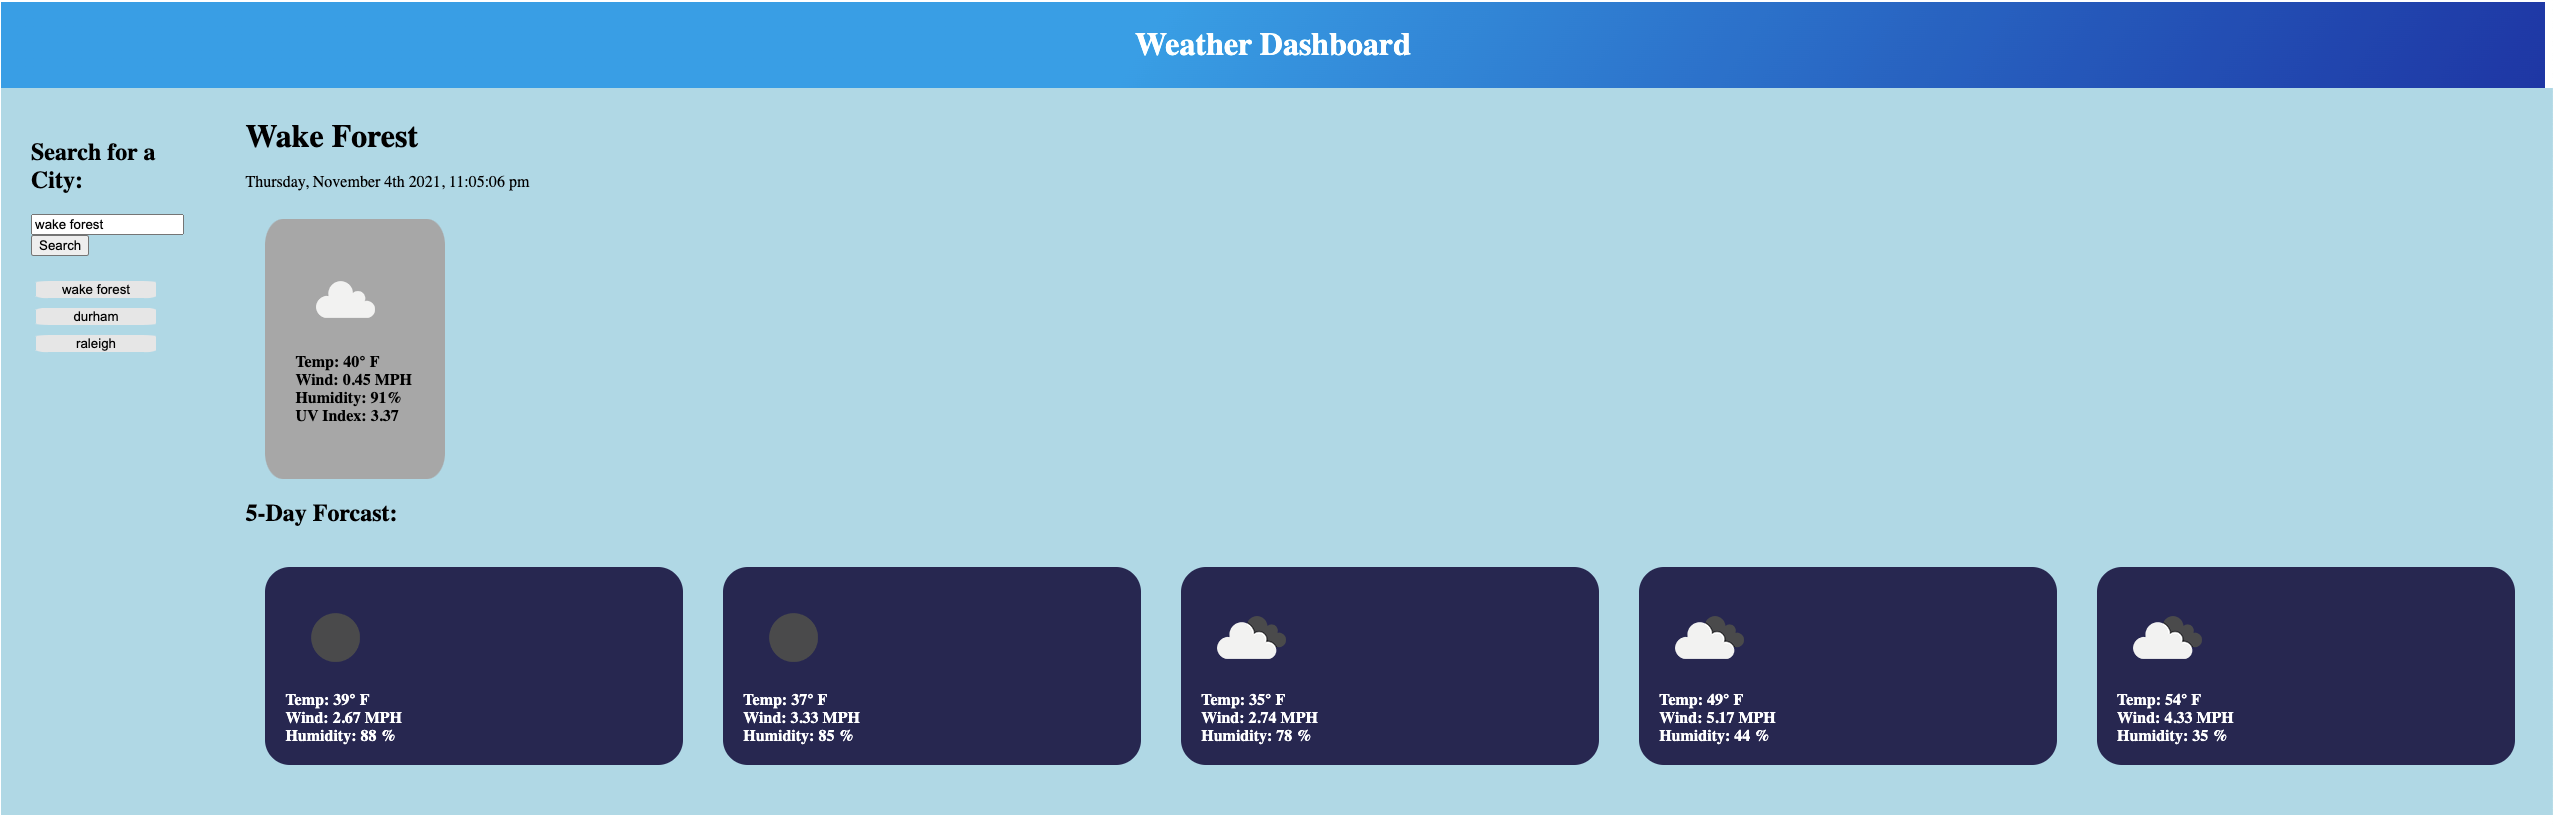 Weather Dashboard
Search for a
City:
wake forest
Search
wake forest
durham
raleigh
Wake Forest
Thursday, November 4th 2021, 11:05:06 pm
Temp: 40° F
Wind: 0.45 MPH
Humidity: 91%
UV Index: 3.37
5-Day Forcast:
Temp: 39° F
Wind: 2.67 MPH
Humidity: 88 %
Temp: 37° F
Wind: 3.33 MPH
Humidity: 85 %
Temp: 35° F
Wind: 2.74 MPH
Humidity: 78 %
Temp: 49° F
Wind: 5.17 MPH
Humidity: 44 %
Temp: 54° F
Wind: 4.33 MPH
Humidity: 35 %